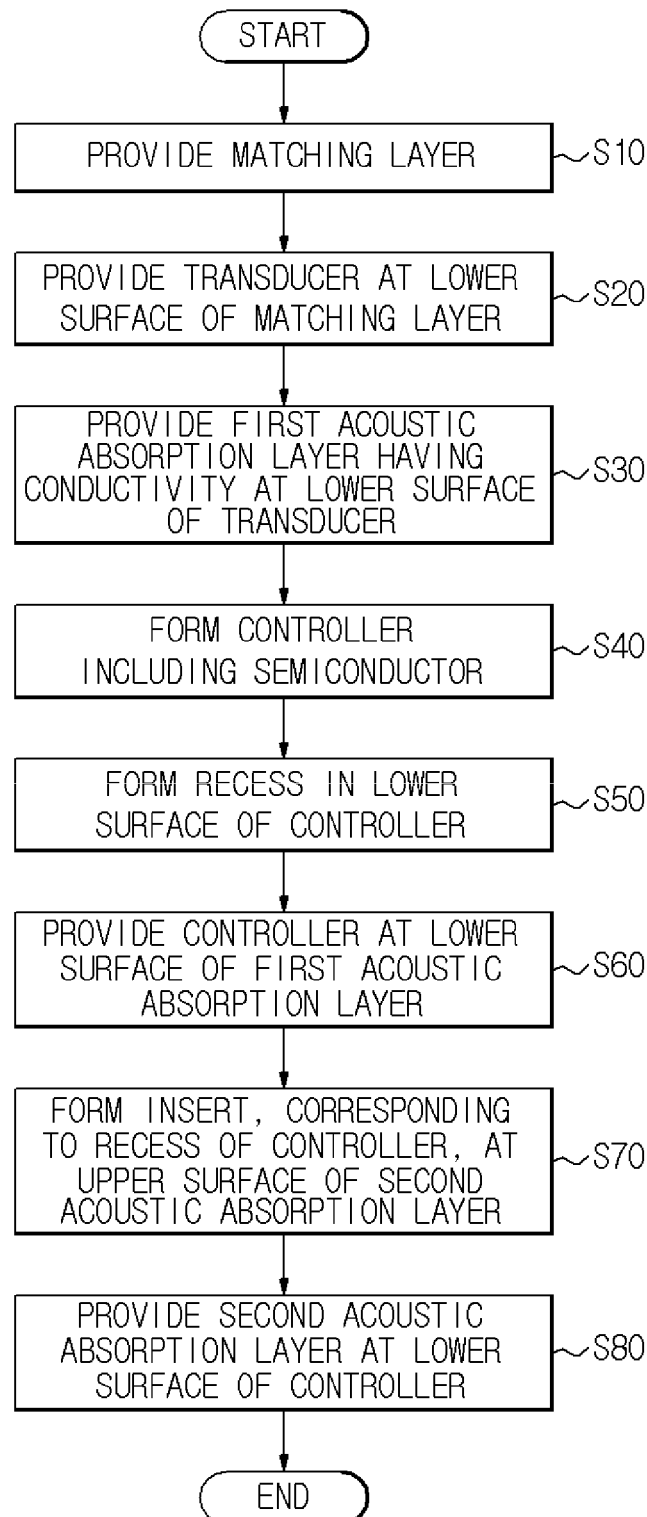 START
PROVIDE MATCHING LAYER
S10
PROVIDE TRANSDUCER AT LOWER
SURFACE OF MATCHING LAYER
S20
PROVIDE FIRST ACOUSTIC
ABSORPTION LAYER HAVING
CONDUCTIVITY AT LOWER SURFACE
OF TRANSDUCER
S30
FORM CONTROLLER
INCLUDING SEMICONDUCTOR
S40
FORM RECESS IN LOWER
SURFACE OF CONTROLLER
S50
PROVIDE CONTROLLER AT LOWER
SURFACE OF FIRST ACOUSTIC
ABSORPTION LAYER
S60
FORM INSERT, CORRESPONDING
TO RECESS OF CONTROLLER, AT
UPPER SURFACE OF SECOND
ACOUSTIC ABSORPTION LAYER
S70
PROVIDE SECOND ACOUSTIC
ABSORPTION LAYER AT LOWER
SURFACE OF CONTROLLER
S80
END